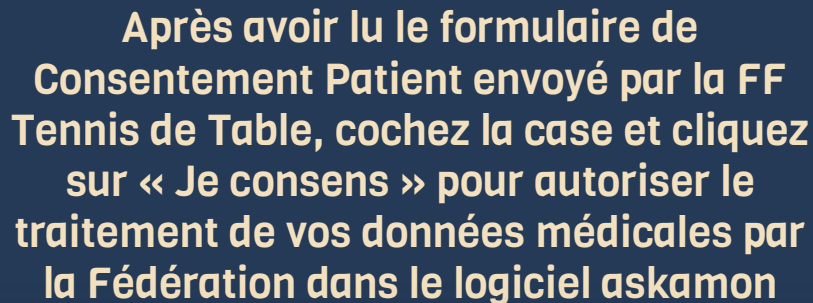 Après avoir lu le formulaire de
Consentement Patient envoyé par la FF
Tennis de Table, cochez la case et cliquez
sur « Je consens » pour autoriser le
traitement de vos données médicales par
la Fédération dans le logiciel askamon